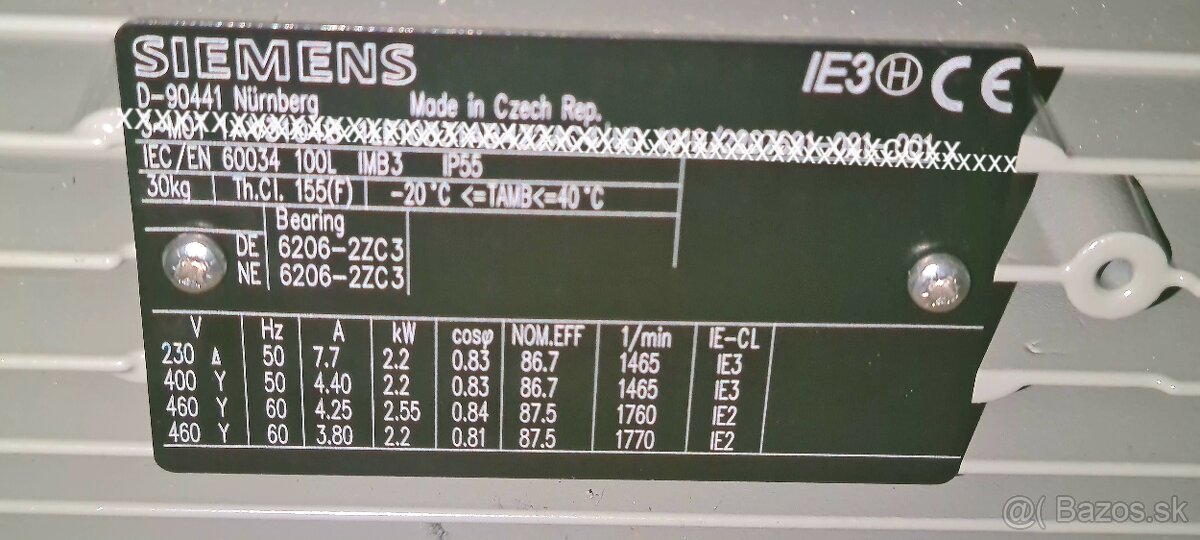 SIEMENS
IE3 H CE
D-90441 Nürnberg Made in Czech Rep.
IEC/EN 60034 100L IMB3 IP55
30kg Th.Cl. 155(F) -20°C <=TAMB<=40°C
Bearing
DE 6206-2ZC3
NE 6206-2ZC3
V Hz A kW cosφ NOM.EFF 1/min IE-CL
230 Δ 50 7.7 2.2 0.83 86.7 1465 IE3
400 Y 50 4.40 2.2 0.83 86.7 1465 IE3
460 Y 60 4.25 2.55 0.84 87.5 1760 IE2
460 Y 60 3.80 2.2 0.81 87.5 1770 IE2
@( Bazos.sk